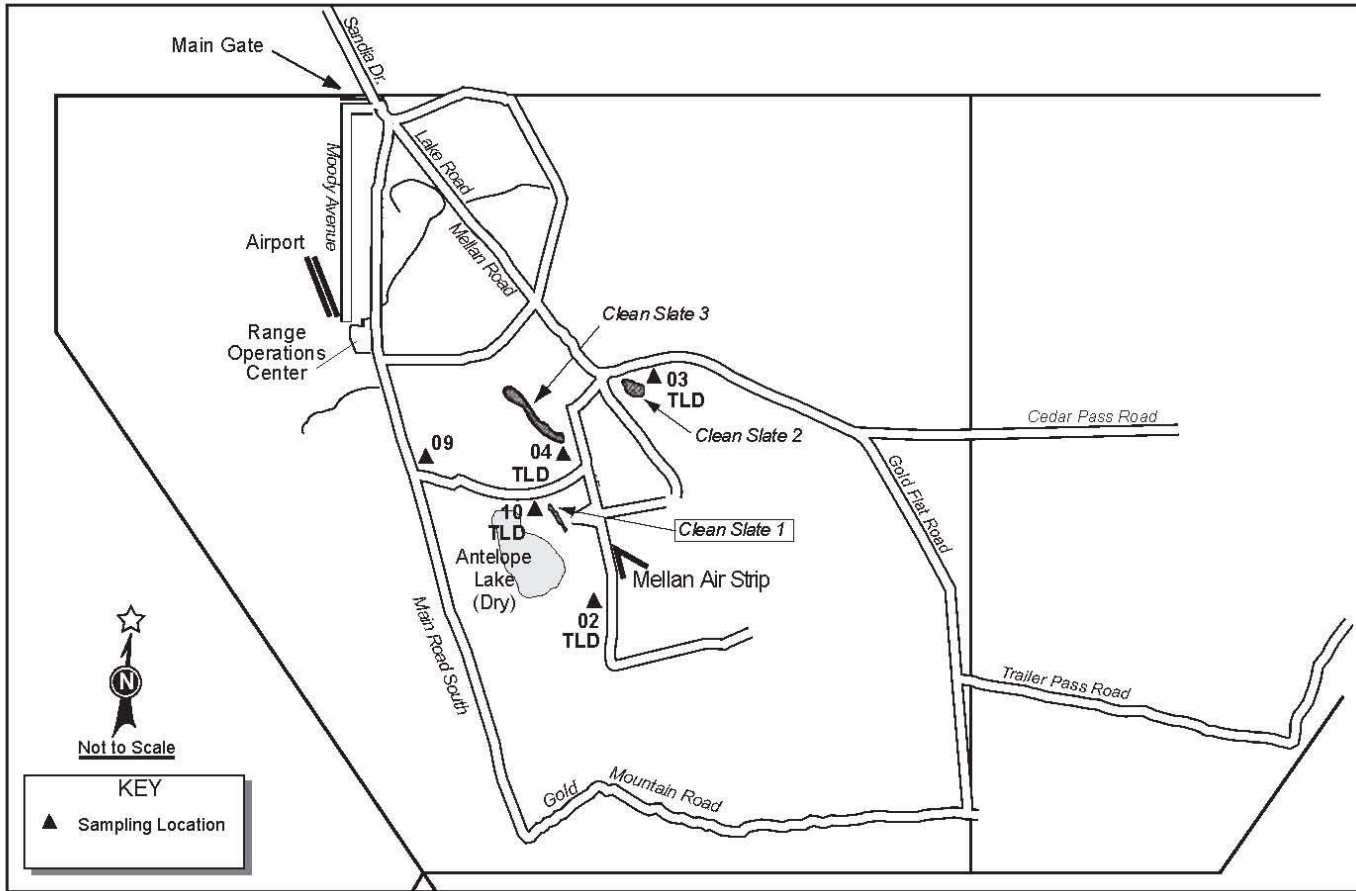 Sandia Dr.
Main Gate
Lake Road
Moody Avenue
Mellan Road
Airport
Range
Operations
Center
Clean Slate 3
03
TLD
Clean Slate 2
Cedar Pass Road
09
04
TLD
Gold Flat Road
10
TLD
Clean Slate 1
Antelope
Lake
(Dry)
Mellan Air Strip
02
TLD
Main Road South
Trailer Pass Road
N
Not to Scale
Gold Mountain Road
KEY
Sampling Location